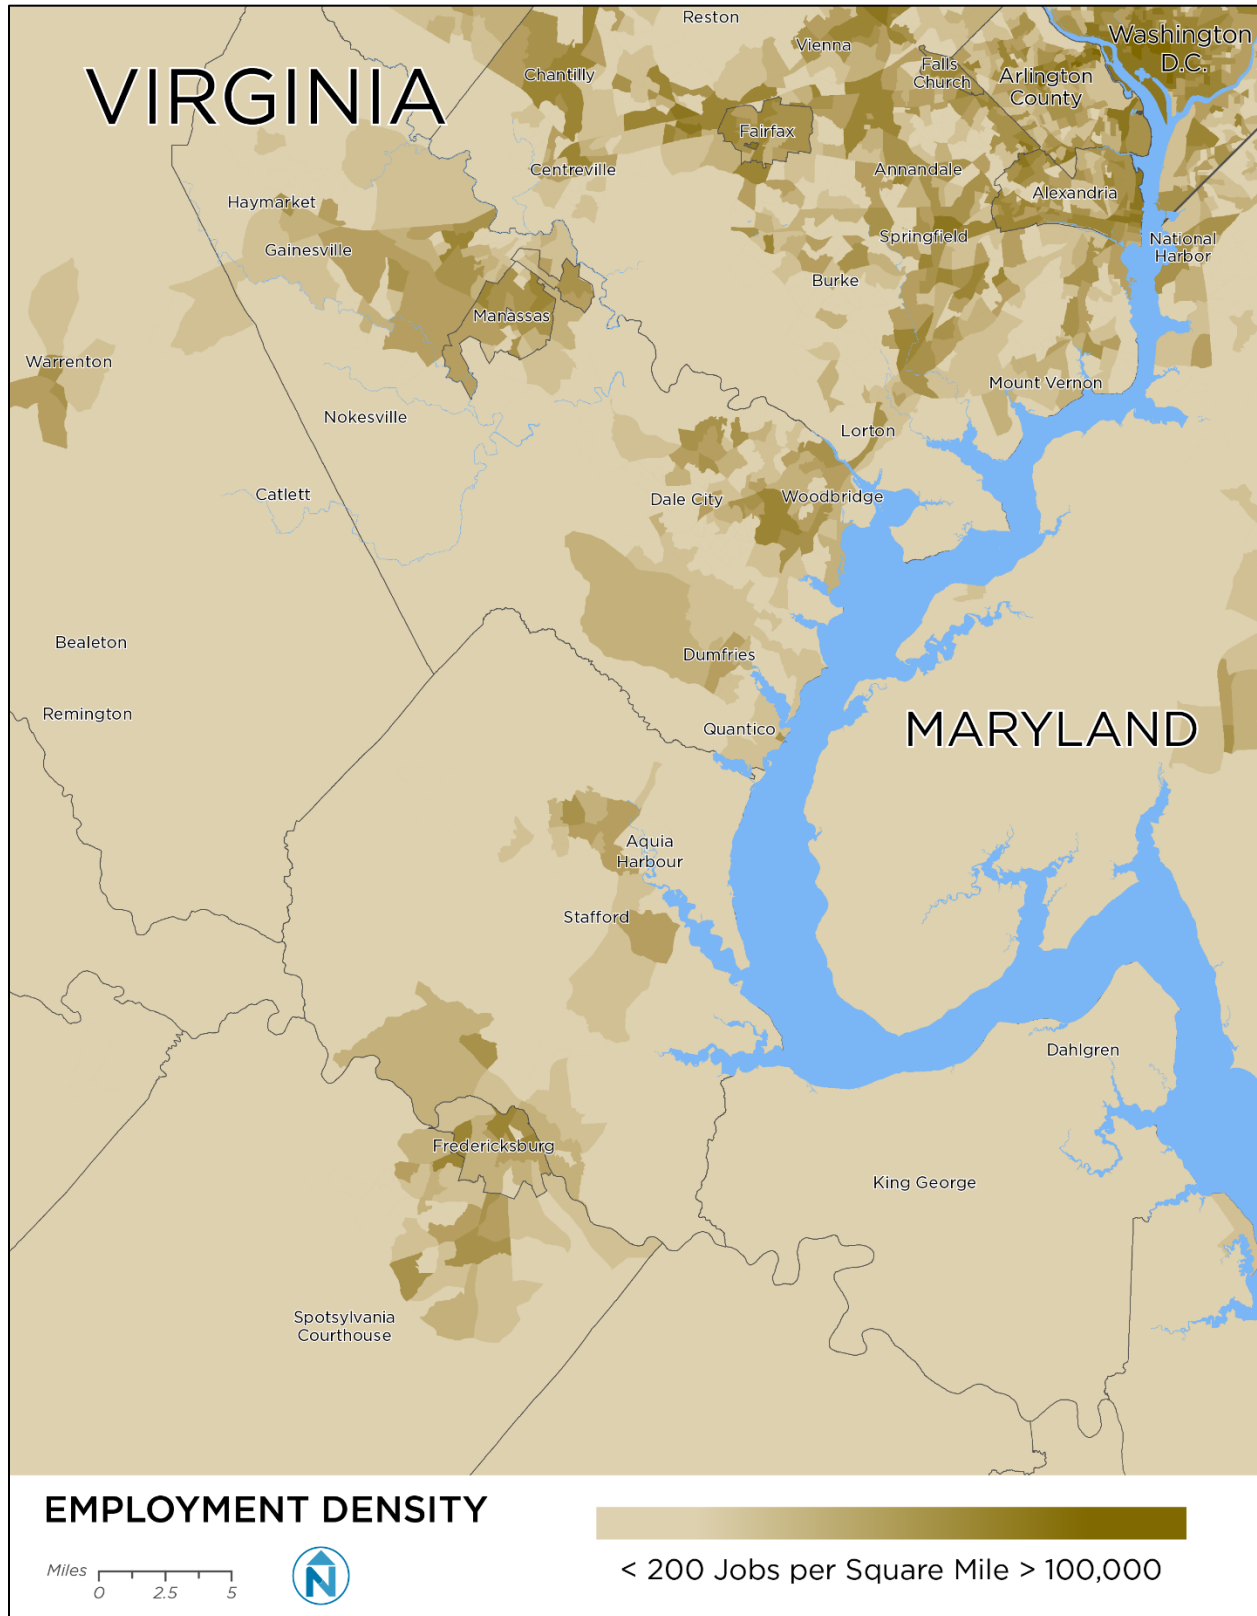 Reston
Washington
D.C.
Vienna
VIRGINIA
Chantilly
Falls
Church
Arlington
County
Fairfax
Centreville
Annandale
Alexandria
Haymarket
Gainesville
Springfield
National
Harbor
Burke
Manassas
Warrenton
Mount Vernon
Nokesville
Lorton
Catlett
Dale City
Woodbridge
Bealeton
Dumfries
Remington
Quantico
MARYLAND
Aquia
Harbour
Stafford
Dahlgren
Fredericksburg
King George
Spotsylvania
Courthouse
EMPLOYMENT DENSITY
Miles
0 2.5 5
N
< 200 Jobs per Square Mile > 100,000